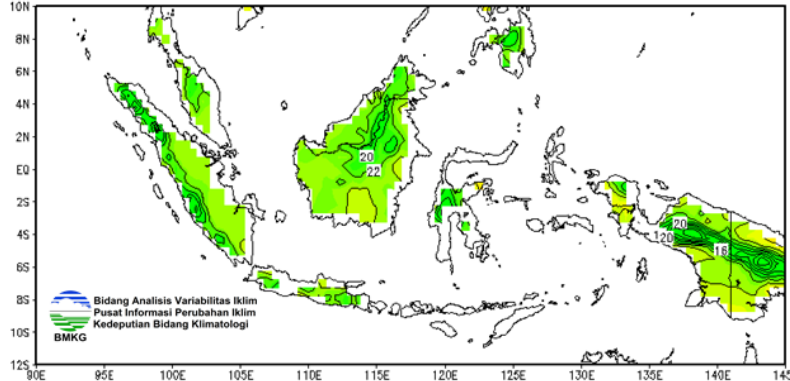 10N
8N
6N
4N
2N
EQ
2S
4S
6S
8S
10S
12S
20
22
20
120
16
Bidang Analisis Variabilitas Iklim
Pusat Informasi Perubahan Iklim
Kedeputian Bidang Klimatologi
BMKG
90E 95E 100E 105E 110E 115E 120E 125E 130E 135E 140E 145E